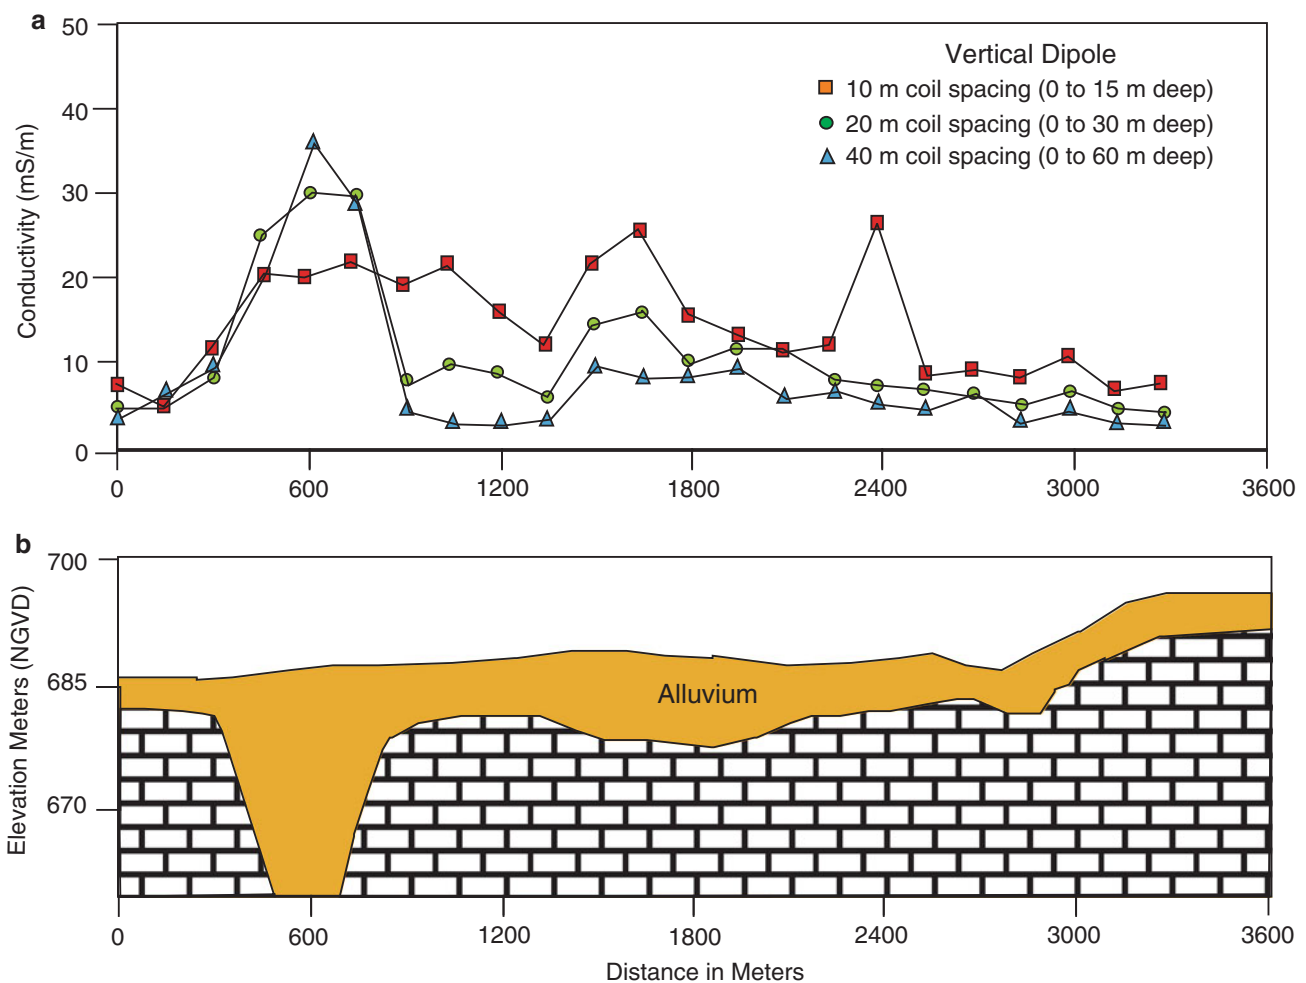 a
50
40
30
20
10
0
Conductivity (mS/m)
Vertical Dipole
10 m coil spacing (0 to 15 m deep)
20 m coil spacing (0 to 30 m deep)
40 m coil spacing (0 to 60 m deep)
0 600 1200 1800 2400 3000 3600
b
700
685
670
Elevation Meters (NGVD)
Alluvium
0 600 1200 1800 2400 3000 3600
Distance in Meters